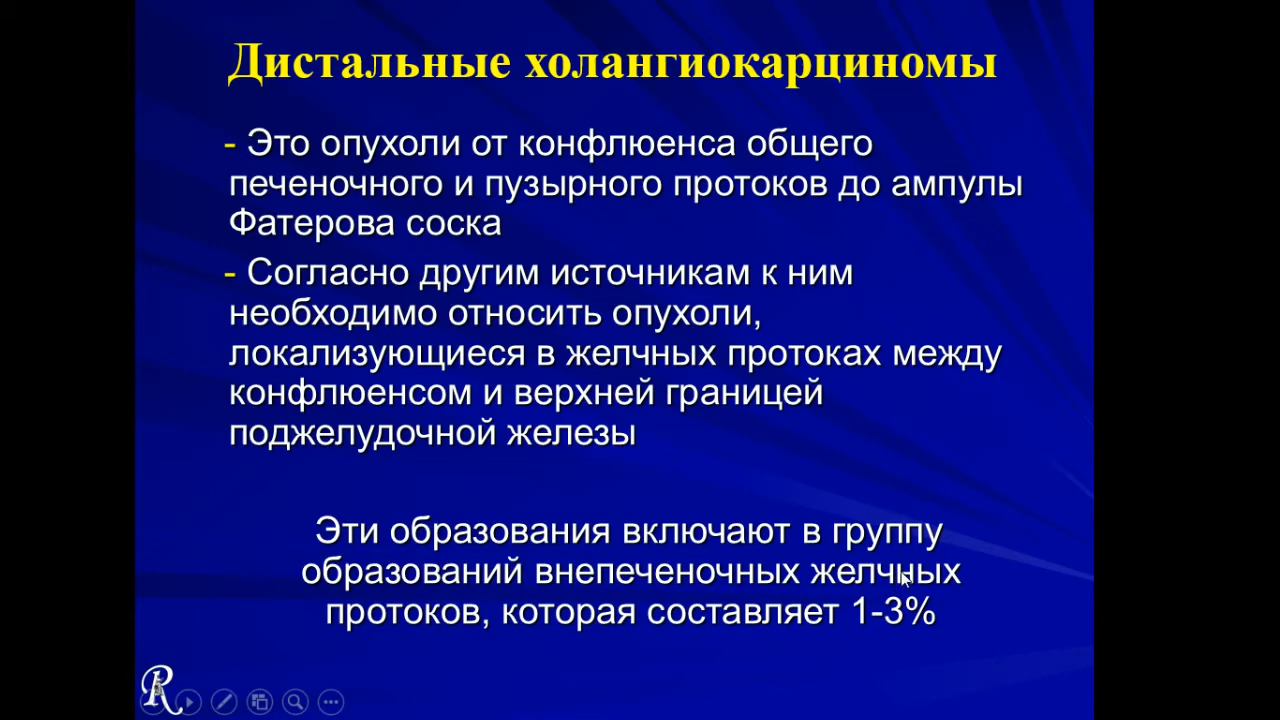 Дистальные холангиокарциномы
- Это опухоли от конфлюенса общего
печеночного и пузырного протоков до ампулы
Фатерова соска
- Согласно другим источникам к ним
необходимо относить опухоли,
локализующиеся в желчных протоках между
конфлюенсом и верхней границей
поджелудочной железы
Эти образования включают в группу
образований внепеченочных желчных
протоков, которая составляет 1-3%
R